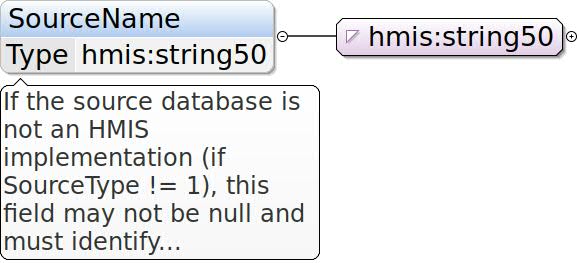 SourceName
Type hmis:string50
hmis:string50
If the source database is
not an HMIS
implementation (if
SourceType != 1), this
field may not be null and
must identify...